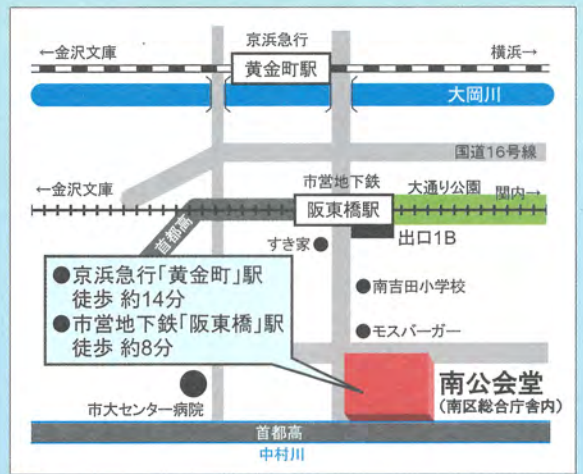 京浜急行
←金沢文庫
黄金町駅
横浜→
大岡川
国道16号線
市営地下鉄
大通り公園
←金沢文庫
阪東橋駅
関内→
首都高
すき家
出口1B
●京浜急行「黄金町」駅
徒歩 約14分
●市営地下鉄「阪東橋」駅
徒歩 約8分
南吉田小学校
モスバーガー
市大センター病院
南公会堂
(南区総合庁舎内)
首都高
中村川